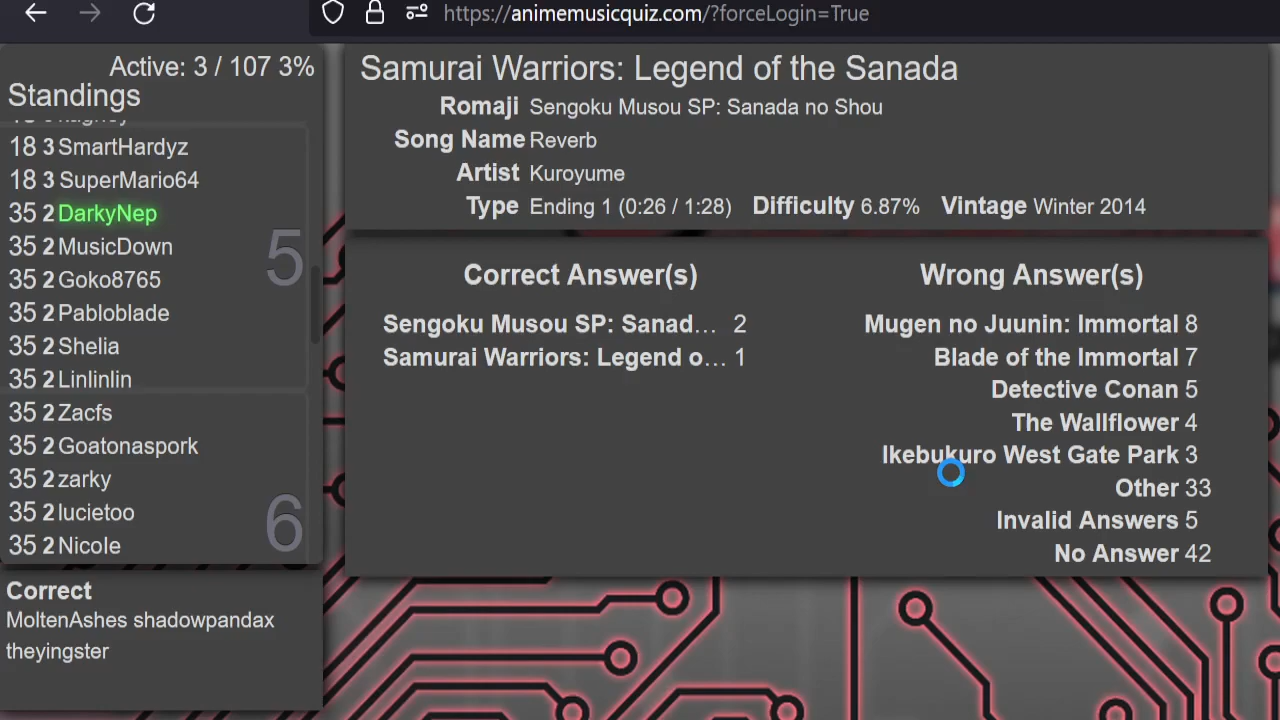 https://animemusicquiz.com/?forceLogin=True
Active: 3 / 107 3%
Standings
18 3 SmartHardyz
18 3 SuperMario64
35 2 DarkyNep
35 2 MusicDown
5
35 2 Goko8765
35 2 Pabloblade
35 2 Shelia
35 2 Linlinlin
35 2 Zacfs
35 2 Goatonaspork
35 2 zarky
35 2 lucietoo
6
35 2 Nicole
Correct
MoltenAshes shadowpandax
theyingster
Samurai Warriors: Legend of the Sanada
Romaji Sengoku Musou SP: Sanada no Shou
Song Name Reverb
Artist Kuroyume
Type Ending 1 (0:26 / 1:28) Difficulty 6.87% Vintage Winter 2014
Correct Answer(s)
Sengoku Musou SP: Sanad... 2
Samurai Warriors: Legend o... 1
Wrong Answer(s)
Mugen no Juunin: Immortal 8
Blade of the Immortal 7
Detective Conan 5
The Wallflower 4
Ikebukuro West Gate Park 3
Other 33
Invalid Answers 5
No Answer 42